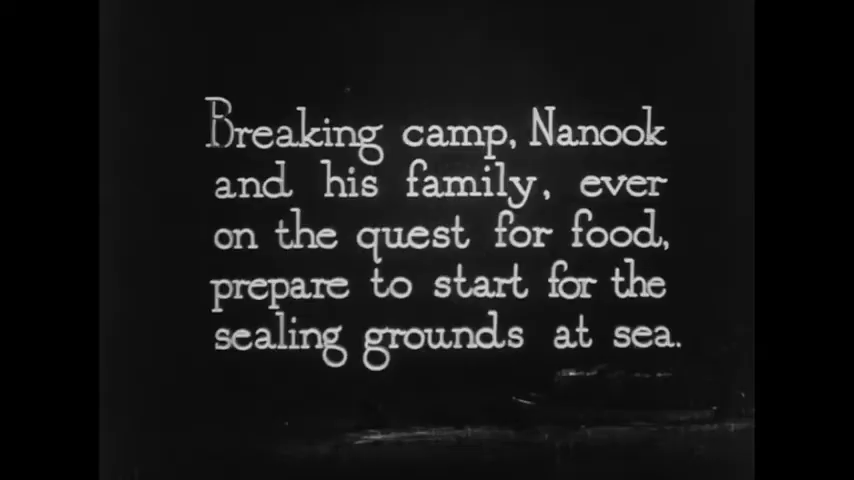 Breaking camp, Nanook
and his family, ever
on the quest for food,
prepare to start for the
sealing grounds at sea.